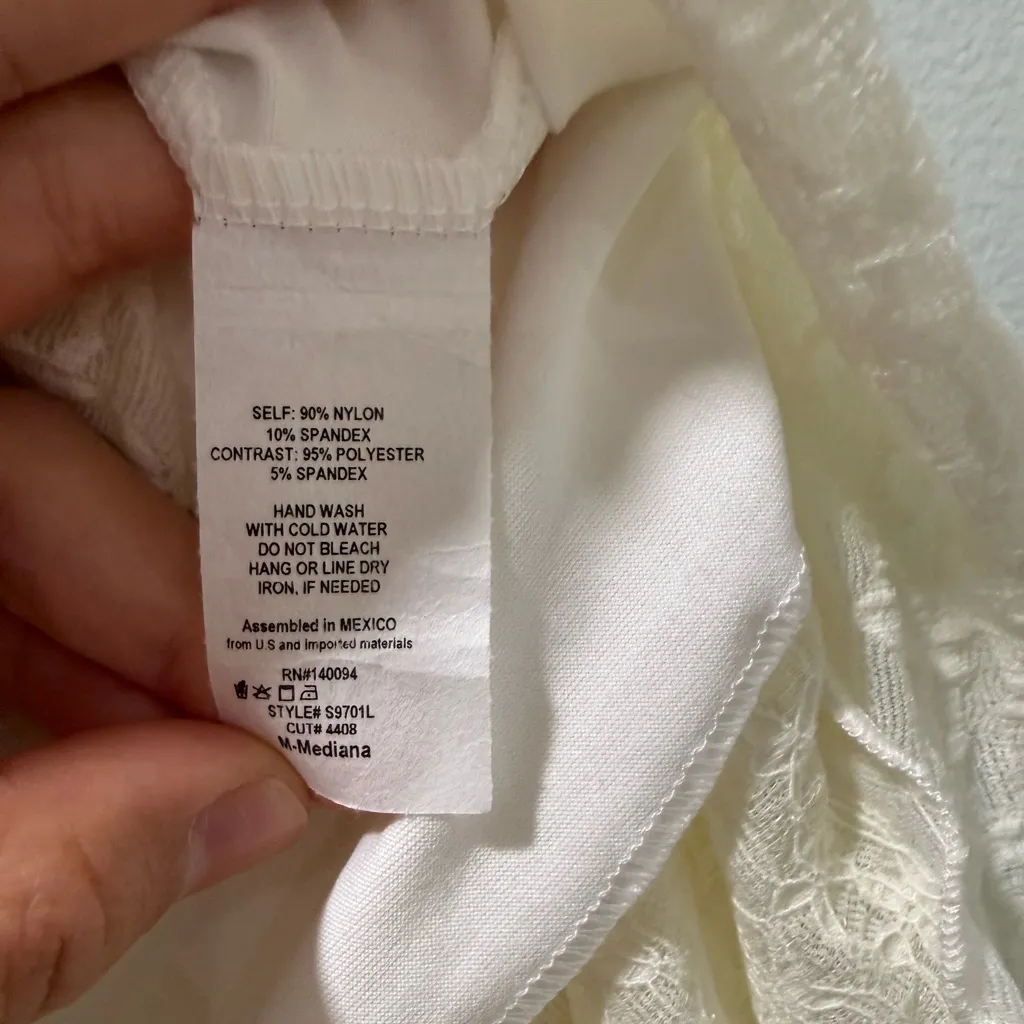 SELF: 90% NYLON
10% SPANDEX
CONTRAST: 95% POLYESTER
5% SPANDEX
HAND WASH
WITH COLD WATER
DO NOT BLEACH
HANG OR LINE DRY
IRON, IF NEEDED
Assembled in MEXICO
from U.S and imported materials
RN#140094
STYLE# S9701L
CUT# 4408
M-Mediana